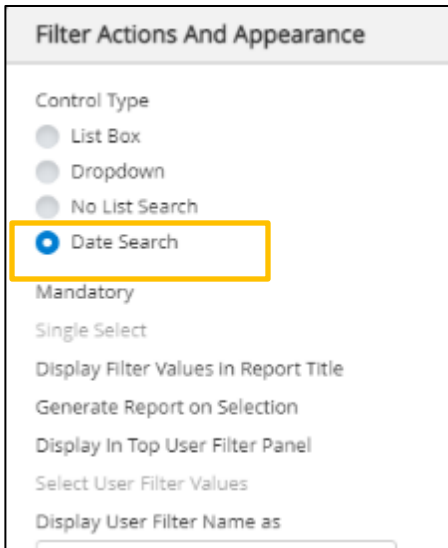 Filter Actions And Appearance
Control Type
List Box
Dropdown
No List Search
Date Search
Mandatory
Single Select
Display Filter Values in Report Title
Generate Report on Selection
Display In Top User Filter Panel
Select User Filter Values
Display User Filter Name as